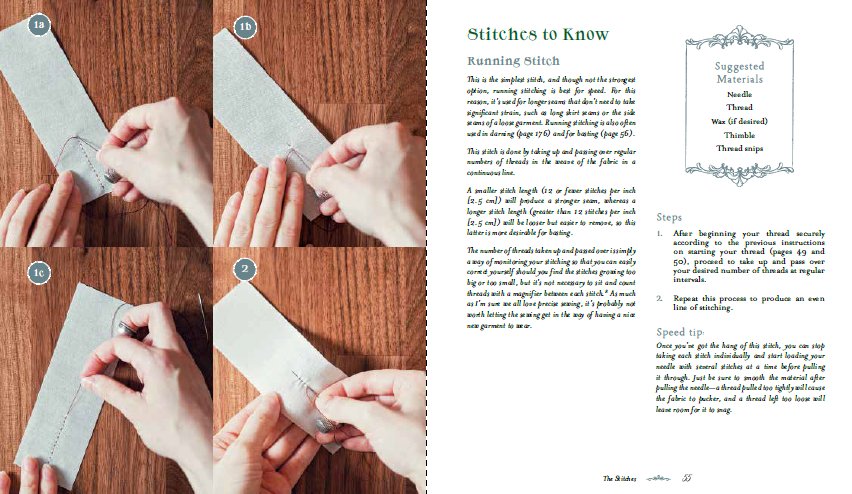 1a
1b
1c
2
Stitches to Know
Running Stitch
This is the simplest stitch, and though not the strongest
option, running stitching is best for speed. For this
reason, it's used for longer seams that don't need to take
significant strain, such as long skirt seams or the side
seams of a loose garment. Running stitching is also often
used in darning (page 176) and for basting (page 56).
This stitch is done by taking up and passing over regular
numbers of threads in the weave of the fabric in a
continuous line.
A smaller stitch length (12 or fewer stitches per inch
[2.5 cm]) will produce a stronger seam, whereas a
longer stitch length (greater than 12 stitches per inch
[2.5 cm]) will be looser but easier to remove, so this
latter is more desirable for basting.
The number of threads taken up and passed over is simply
a way of monitoring your stitching so that you can easily
correct yourself should you find the stitches growing too
big or too small, but it's not necessary to sit and count
threads with a magnifier between each stitch.* As much
as I'm sure we all love precise sewing, it's probably not
worth letting the sewing get in the way of having a nice
new garment to wear.
Suggested
Materials
Needle
Thread
Wax (if desired)
Thimble
Thread snips
Steps
1. After beginning your thread securely
according to the previous instructions
on starting your thread (pages 49 and
50), proceed to take up and pass over
your desired number of threads at regular
intervals.
2. Repeat this process to produce an even
line of stitching.
Speed tip:
Once you've got the hang of this stitch, you can stop
taking each stitch individually and start loading your
needle with several stitches at a time before pulling
it through. Just be sure to smooth the material after
pulling the needle—a thread pulled too tightly will cause
the fabric to pucker, and a thread left too loose will
leave room for it to snag.
The Stitches 55